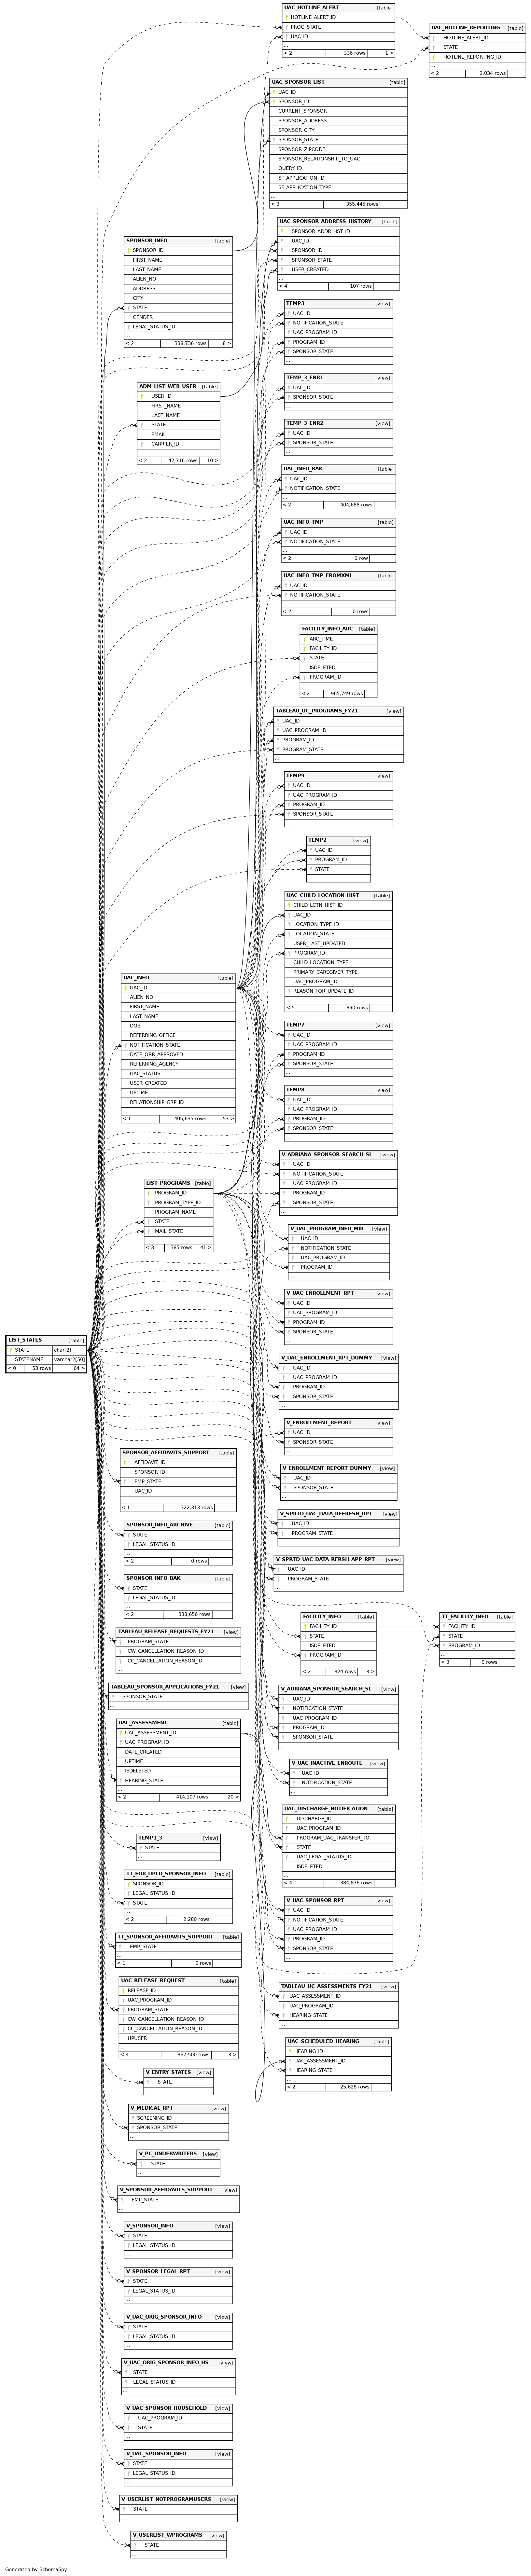 UAC_HOTLINE_ALERT [table]
HOTLINE_ALERT_ID
PROG_STATE
UAC_ID
...
< 2 336 rows 1 >
UAC_HOTLINE_REPORTING [table]
HOTLINE_ALERT_ID
STATE
HOTLINE_REPORTING_ID
...
< 2 2,034 rows
UAC_SPONSOR_LIST [table]
UAC_ID
SPONSOR_ID
CURRENT_SPONSOR
SPONSOR_ADDRESS
SPONSOR_CITY
SPONSOR_STATE
SPONSOR_ZIPCODE
SPONSOR_RELATIONSHIP_TO_UAC
QUERY_ID
SF_APPLICATION_ID
SF_APPLICATION_TYPE
...
< 3 355,445 rows
UAC_SPONSOR_ADDRESS_HISTORY [table]
SPONSOR_ADDR_HST_ID
UAC_ID
SPONSOR_ID
SPONSOR_STATE
USER_CREATED
...
< 4 107 rows
SPONSOR_INFO [table]
SPONSOR_ID
FIRST_NAME
LAST_NAME
ALIEN_NO
ADDRESS
CITY
STATE
GENDER
LEGAL_STATUS_ID
...
< 2 338,736 rows 8 >
TEMP3 [view]
UAC_ID
NOTIFICATION_STATE
UAC_PROGRAM_ID
PROGRAM_ID
SPONSOR_STATE
...
ADM_LIST_WEB_USER [table]
USER_ID
FIRST_NAME
LAST_NAME
STATE
EMAIL
CARRIER_ID
...
< 2 42,716 rows 10 >
TEMP_3_ENR1 [view]
UAC_ID
SPONSOR_STATE
...
TEMP_3_ENR2 [view]
UAC_ID
SPONSOR_STATE
...
UAC_INFO_BAK [table]
UAC_ID
NOTIFICATION_STATE
...
< 2 404,688 rows
UAC_INFO_TMP [table]
UAC_ID
NOTIFICATION_STATE
...
< 2 1 row
UAC_INFO_TMP_FROMXML [table]
UAC_ID
NOTIFICATION_STATE
...
< 2 0 rows
FACILITY_INFO_ARC [table]
ARC_TIME
FACILITY_ID
STATE
ISDELETED
PROGRAM_ID
...
< 2 965,749 rows
TABLEAU_UC_PROGRAMS_FY21 [view]
UAC_ID
UAC_PROGRAM_ID
PROGRAM_ID
PROGRAM_STATE
...
TEMP9 [view]
UAC_ID
UAC_PROGRAM_ID
PROGRAM_ID
SPONSOR_STATE
...
TEMP2 [view]
UAC_ID
PROGRAM_ID
STATE
...
UAC_CHILD_LOCATION_HIST [table]
CHILD_LCTN_HIST_ID
UAC_ID
LOCATION_TYPE_ID
LOCATION_STATE
USER_LAST_UPDATED
PROGRAM_ID
CHILD_LOCATION_TYPE
PRIMARY_CAREGIVER_TYPE
UAC_PROGRAM_ID
REASON_FOR_UPDATE_ID
...
< 5 390 rows
UAC_INFO [table]
UAC_ID
ALIEN_NO
FIRST_NAME
LAST_NAME
DOB
REFERRING_OFFICE
NOTIFICATION_STATE
DATE_ORR_APPROVED
REFERRING_AGENCY
UAC_STATUS
USER_CREATED
UPTIME
RELATIONSHIP_GRP_ID
...
< 1 405,635 rows 53 >
TEMP7 [view]
UAC_ID
UAC_PROGRAM_ID
PROGRAM_ID
SPONSOR_STATE
...
TEMP8 [view]
UAC_ID
UAC_PROGRAM_ID
PROGRAM_ID
SPONSOR_STATE
...
V_ADRIANA_SPONSOR_SEARCH_SI [view]
UAC_ID
NOTIFICATION_STATE
UAC_PROGRAM_ID
PROGRAM_ID
SPONSOR_STATE
...
LIST_PROGRAMS [table]
PROGRAM_ID
PROGRAM_TYPE_ID
PROGRAM_NAME
STATE
MAIL_STATE
...
< 3 385 rows 41 >
V_UAC_PROGRAM_INFO_MIR [view]
UAC_ID
NOTIFICATION_STATE
UAC_PROGRAM_ID
PROGRAM_ID
...
V_UAC_ENROLLMENT_RPT [view]
UAC_ID
UAC_PROGRAM_ID
PROGRAM_ID
SPONSOR_STATE
...
LIST_STATES [table]
STATE char[2]
STATENAME varchar2[50]
< 0 53 rows 64 >
V_UAC_ENROLLMENT_RPT_DUMMY [view]
UAC_ID
UAC_PROGRAM_ID
PROGRAM_ID
SPONSOR_STATE
...
V_ENROLLMENT_REPORT [view]
UAC_ID
SPONSOR_STATE
...
SPONSOR_AFFIDAVITS_SUPPORT [table]
AFFIDAVIT_ID
SPONSOR_ID
EMP_STATE
UAC_ID
...
< 1 322,313 rows
V_ENROLLMENT_REPORT_DUMMY [view]
UAC_ID
SPONSOR_STATE
...
V_SPRTD_UAC_DATA_REFRESH_RPT [view]
UAC_ID
PROGRAM_STATE
...
SPONSOR_INFO_ARCHIVE [table]
STATE
LEGAL_STATUS_ID
...
< 2 0 rows
V_SPRTD_UAC_DATA_RFRSH_APP_RPT [view]
UAC_ID
PROGRAM_STATE
...
SPONSOR_INFO_BAK [table]
STATE
LEGAL_STATUS_ID
...
< 2 338,656 rows
FACILITY_INFO [table]
FACILITY_ID
STATE
ISDELETED
PROGRAM_ID
...
< 2 324 rows 3 >
TT_FACILITY_INFO [table]
FACILITY_ID
STATE
PROGRAM_ID
...
< 3 0 rows
TABLEAU_RELEASE_REQUESTS_FY21 [view]
PROGRAM_STATE
CW_CANCELLATION_REASON_ID
CC_CANCELLATION_REASON_ID
...
TABLEAU_SPONSOR_APPLICATIONS_FY21 [view]
SPONSOR_STATE
...
V_ADRIANA_SPONSOR_SEARCH_SL [view]
UAC_ID
NOTIFICATION_STATE
UAC_PROGRAM_ID
PROGRAM_ID
SPONSOR_STATE
...
UAC_ASSESSMENT [table]
UAC_ASSESSMENT_ID
UAC_PROGRAM_ID
DATE_CREATED
UPTIME
ISDELETED
HEARING_STATE
...
< 2 414,107 rows 20 >
V_UAC_INACTIVE_ENROUTE [view]
UAC_ID
NOTIFICATION_STATE
...
UAC_DISCHARGE_NOTIFICATION [table]
DISCHARGE_ID
UAC_PROGRAM_ID
PROGRAM_UAC_TRANSFER_TO
STATE
UAC_LEGAL_STATUS_ID
ISDELETED
...
< 4 384,876 rows
TEMP1_3 [view]
STATE
...
TT_FOR_UPLD_SPONSOR_INFO [table]
SPONSOR_ID
LEGAL_STATUS_ID
STATE
...
< 2 2,280 rows
V_UAC_SPONSOR_RPT [view]
UAC_ID
NOTIFICATION_STATE
UAC_PROGRAM_ID
PROGRAM_ID
SPONSOR_STATE
...
TT_SPONSOR_AFFIDAVITS_SUPPORT [table]
EMP_STATE
...
< 1 0 rows
UAC_RELEASE_REQUEST [table]
RELEASE_ID
UAC_PROGRAM_ID
PROGRAM_STATE
CW_CANCELLATION_REASON_ID
CC_CANCELLATION_REASON_ID
UPUSER
...
< 4 367,500 rows 3 >
TABLEAU_UC_ASSESSMENTS_FY21 [view]
UAC_ASSESSMENT_ID
UAC_PROGRAM_ID
HEARING_STATE
...
UAC_SCHEDULED_HEARING [table]
HEARING_ID
UAC_ASSESSMENT_ID
HEARING_STATE
...
< 2 25,628 rows
V_ENTRY_STATES [view]
STATE
...
V_MEDICAL_RPT [view]
SCREENING_ID
SPONSOR_STATE
...
V_PC_UNDERWRITERS [view]
STATE
...
V_SPONSOR_AFFIDAVITS_SUPPORT [view]
EMP_STATE
...
V_SPONSOR_INFO [view]
STATE
LEGAL_STATUS_ID
...
V_SPONSOR_LEGAL_RPT [view]
STATE
LEGAL_STATUS_ID
...
V_UAC_ORIG_SPONSOR_INFO [view]
STATE
LEGAL_STATUS_ID
...
V_UAC_ORIG_SPONSOR_INFO_HS [view]
STATE
LEGAL_STATUS_ID
...
V_UAC_SPONSOR_HOUSEHOLD [view]
UAC_PROGRAM_ID
STATE
...
V_UAC_SPONSOR_INFO [view]
STATE
LEGAL_STATUS_ID
...
V_USERLIST_NOTPROGRAMUSERS [view]
STATE
...
V_USERLIST_WPROGRAMS [view]
STATE
...
Generated by SchemaSpy